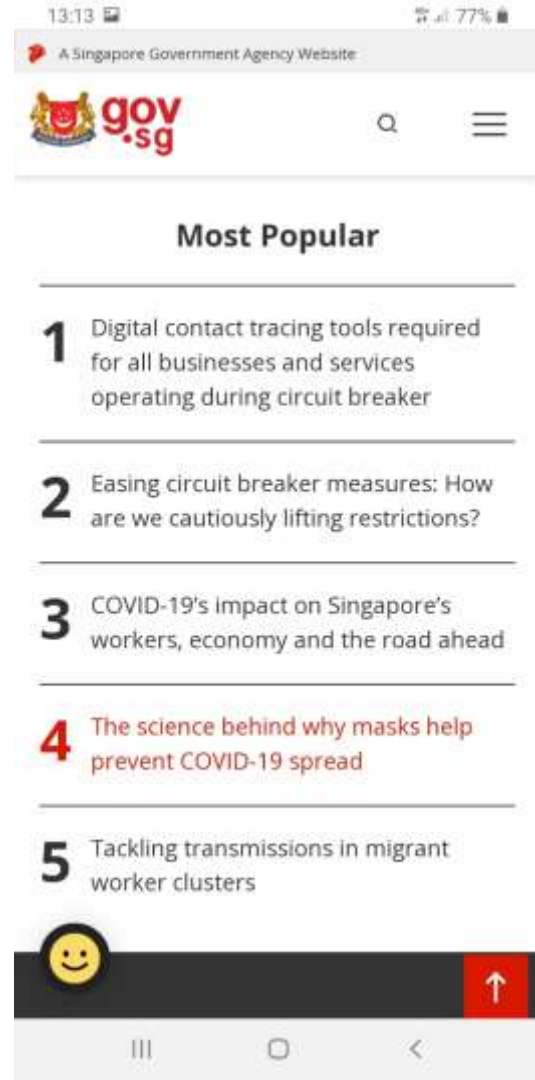 13:13
77%
A Singapore Government Agency Website
gov
.sg
Most Popular
1
Digital contact tracing tools required
for all businesses and services
operating during circuit breaker
2
Easing circuit breaker measures: How
are we cautiously lifting restrictions?
3
COVID-19’s impact on Singapore’s
workers, economy and the road ahead
4
The science behind why masks help
prevent COVID-19 spread
5
Tackling transmissions in migrant
worker clusters